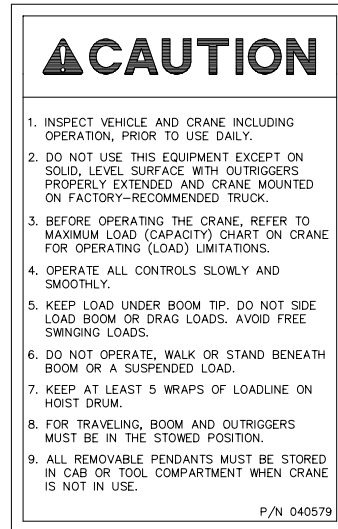 CAUTION
1. INSPECT VEHICLE AND CRANE INCLUDING
OPERATION, PRIOR TO USE DAILY.
2. DO NOT USE THIS EQUIPMENT EXCEPT ON
SOLID, LEVEL SURFACE WITH OUTRIGGERS
PROPERLY EXTENDED AND CRANE MOUNTED
ON FACTORY-RECOMMENDED TRUCK.
3. BEFORE OPERATING THE CRANE, REFER TO
MAXIMUM LOAD (CAPACITY) CHART ON CRANE
FOR OPERATING (LOAD) LIMITATIONS.
4. OPERATE ALL CONTROLS SLOWLY AND
SMOOTHLY.
5. KEEP LOAD UNDER BOOM TIP. DO NOT SIDE
LOAD BOOM OR DRAG LOADS. AVOID FREE
SWINGING LOADS.
6. DO NOT OPERATE, WALK OR STAND BENEATH
BOOM OR A SUSPENDED LOAD.
7. KEEP AT LEAST 5 WRAPS OF LOADLINE ON
HOIST DRUM.
8. FOR TRAVELING, BOOM AND OUTRIGGERS
MUST BE IN THE STOWED POSITION.
9. ALL REMOVABLE PENDANTS MUST BE STORED
IN CAB OR TOOL COMPARTMENT WHEN CRANE
IS NOT IN USE.
P/N 040579